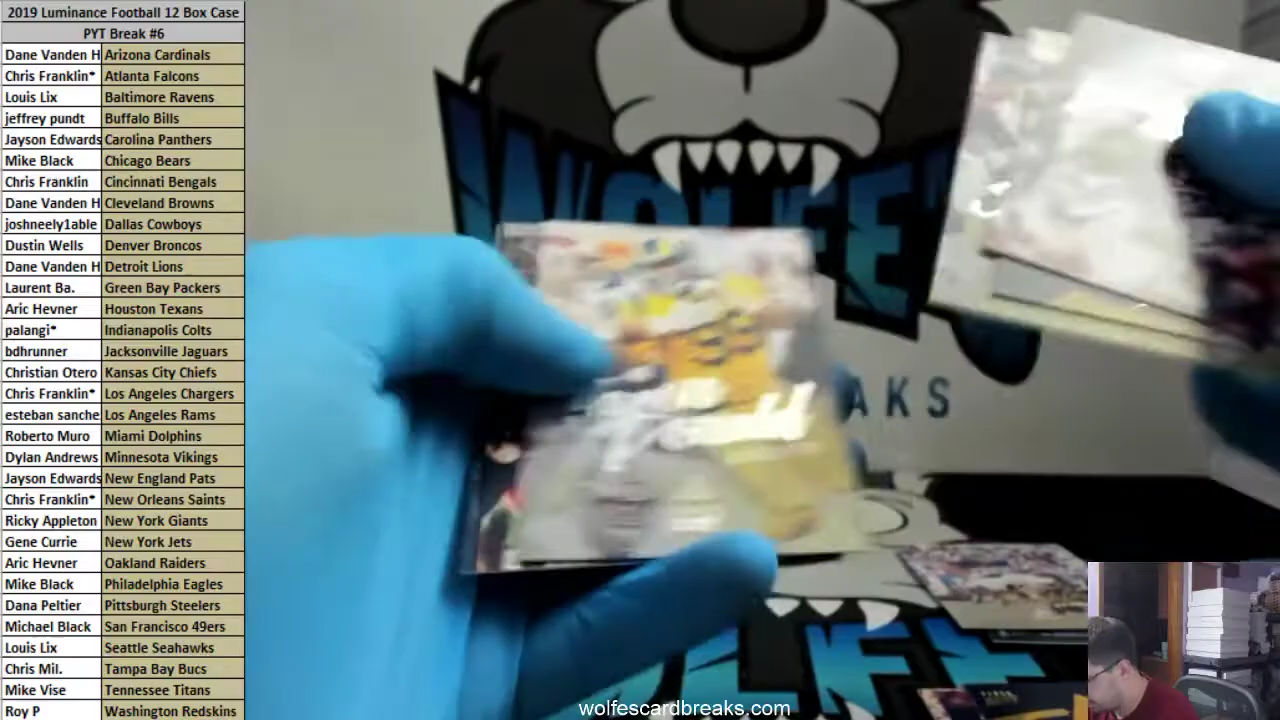 2019 Luminance Football 12 Box Case
PYT Break #6
Dane Vanden H Arizona Cardinals
Chris Franklin* Atlanta Falcons
Louis Lix Baltimore Ravens
jeffrey pundt Buffalo Bills
Jayson Edwards Carolina Panthers
Mike Black Chicago Bears
Chris Franklin Cincinnati Bengals
Dane Vanden H Cleveland Browns
joshneely1able Dallas Cowboys
Dustin Wells Denver Broncos
Dane Vanden H Detroit Lions
Laurent Ba. Green Bay Packers
Aric Hevner Houston Texans
palangi* Indianapolis Colts
bdhrunner Jacksonville Jaguars
Christian Otero Kansas City Chiefs
Chris Franklin* Los Angeles Chargers
esteban sanche Los Angeles Rams
Roberto Muro Miami Dolphins
Dylan Andrews Minnesota Vikings
Jayson Edwards New England Pats
Chris Franklin* New Orleans Saints
Ricky Appleton New York Giants
Gene Currie New York Jets
Aric Hevner Oakland Raiders
Mike Black Philadelphia Eagles
Dana Peltier Pittsburgh Steelers
Michael Black San Francisco 49ers
Louis Lix Seattle Seahawks
Chris Mil. Tampa Bay Bucs
Mike Vise Tennessee Titans
Roy P Washington Redskins
WOLFE
AKS
WOLFE
wolfescardbreaks.com